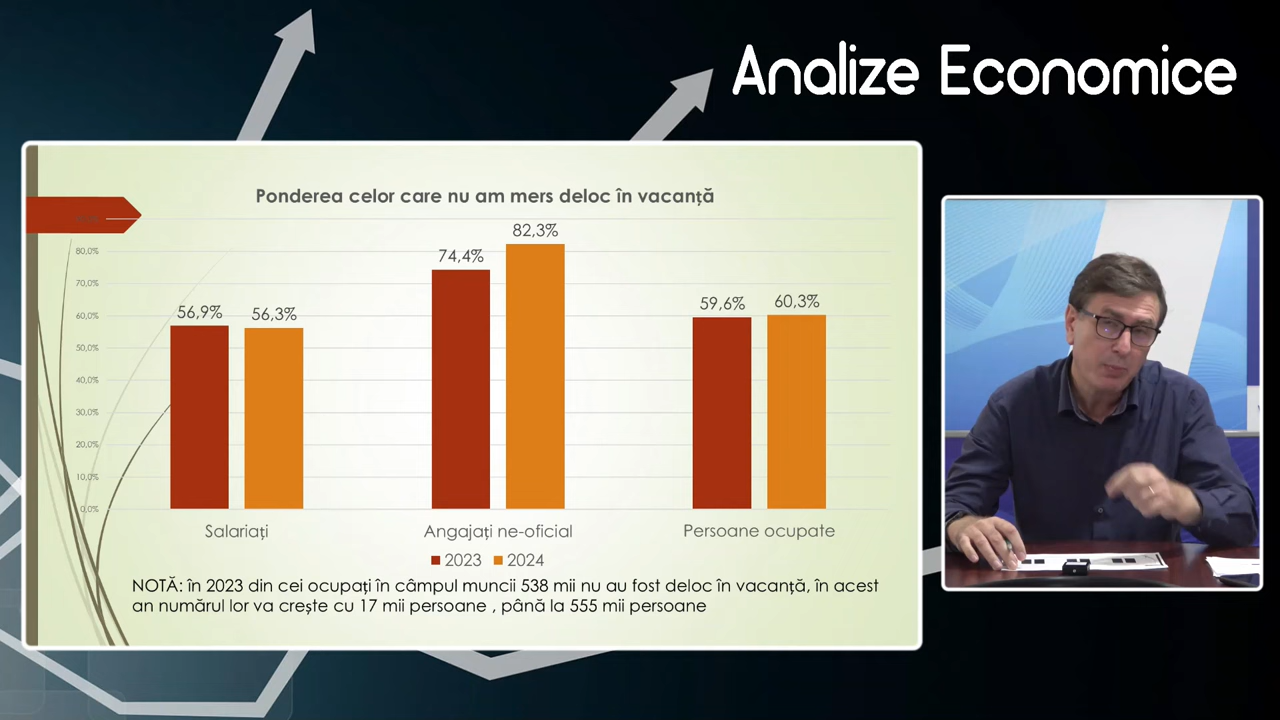 Analize Economice
Ponderea celor care nu am mers deloc în vacanță
80,0%
70,0%
60,0%
50,0%
40,0%
30,0%
20,0%
10,0%
0,0%
56,9%
56,3%
74,4%
82,3%
59,6%
60,3%
Salariați
Angajați ne-oficial
Persoane ocupate
2023
2024
NOTĂ: în 2023 din cei ocupați în câmpul muncii 538 mii nu au fost deloc în vacanță, în acest
an numărul lor va crește cu 17 mii persoane , până la 555 mii persoane